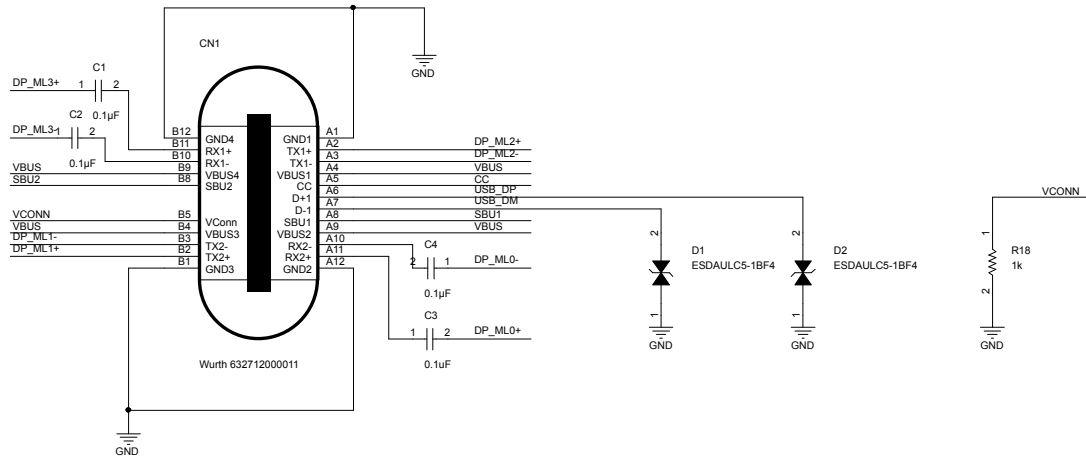 CN1
GND
C1
DP_ML3+ 1 2
0.1µF
C2
DP_ML3- 1 2
0.1µF
B12 GND4 GND1 A1
B11 RX1+ TX1+ A2 DP_ML2+
B10 RX1- TX1- A3 DP_ML2-
VBUS B9 VBUS4 VBUS1 A4 VBUS
SBU2 B8 SBU2 CC A5 CC
D+1 A6 USB_DP
D-1 A7 USB_DM
VCONN B5 VConn SBU1 A8 SBU1
VBUS B4 VBUS3 VBUS2 A9 VBUS
DP_ML1- B3 TX2- RX2- A10
DP_ML1+ B2 TX2+ RX2+ A11
B1 GND3 GND2 A12
C4
2 1 DP_ML0-
0.1µF
C3
1 2 DP_ML0+
0.1uF
Wurth 632712000011
GND
2
D1
ESDAULC5-1BF4
1
GND
2
D2
ESDAULC5-1BF4
1
GND
VCONN
1
R18
1k
2
GND